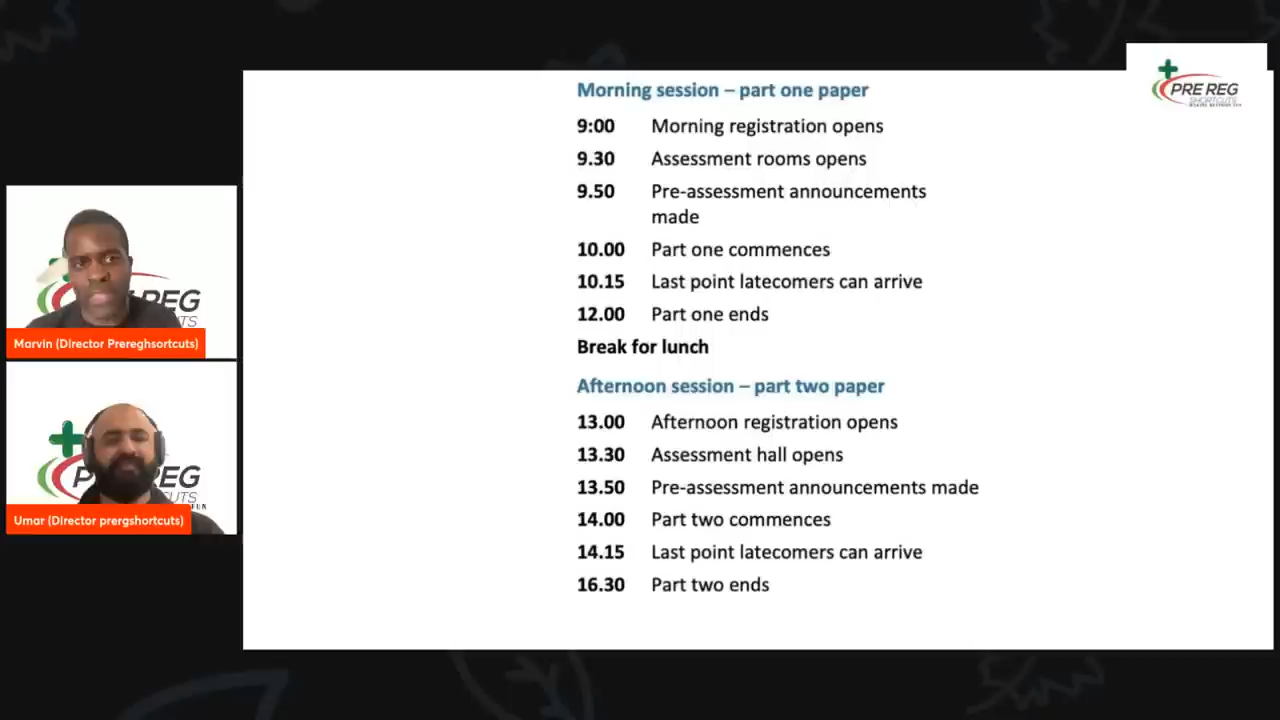 Morning session – part one paper
9:00 Morning registration opens
9.30 Assessment rooms opens
9.50 Pre-assessment announcements
made
10.00 Part one commences
10.15 Last point latecomers can arrive
12.00 Part one ends
Break for lunch
Afternoon session – part two paper
13.00 Afternoon registration opens
13.30 Assessment hall opens
13.50 Pre-assessment announcements made
14.00 Part two commences
14.15 Last point latecomers can arrive
16.30 Part two ends
PRE REG
SHORTCUTS
REG
Marvin (Director Prereghsortcuts)
REG
Umar (Director prergshortcuts)